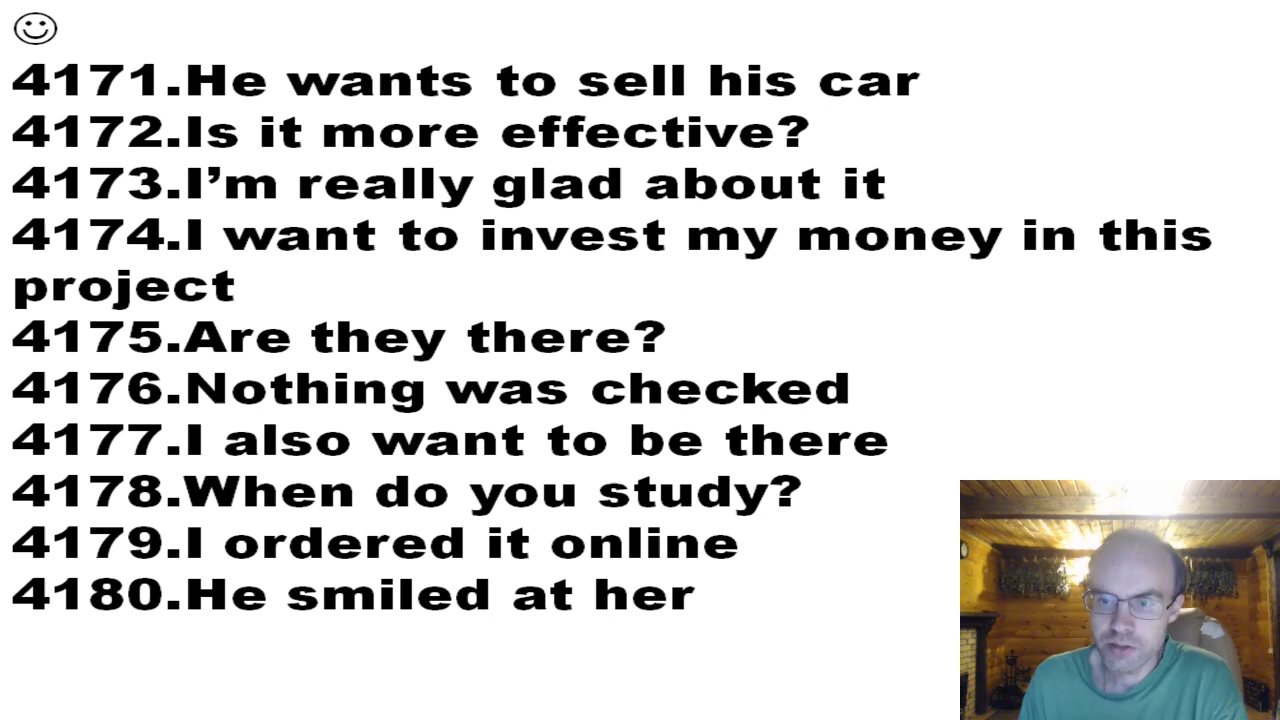 4171.He wants to sell his car
4172.Is it more effective?
4173.I’m really glad about it
4174.I want to invest my money in this
project
4175.Are they there?
4176.Nothing was checked
4177.I also want to be there
4178.When do you study?
4179.I ordered it online
4180.He smiled at her